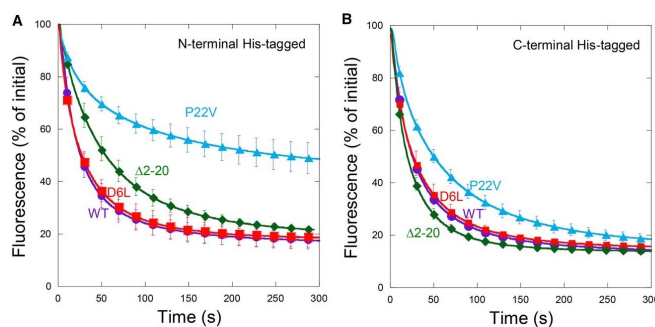 A
N-terminal His-tagged
Fluorescence (% of initial)
100
80
60
40
20
0
P22V
Δ2-20
D6L
WT
0
50
100
150
200
250
300
Time (s)
B
C-terminal His-tagged
Fluorescence (% of initial)
100
80
60
40
20
0
P22V
D6L
WT
Δ2-20
0
50
100
150
200
250
300
Time (s)